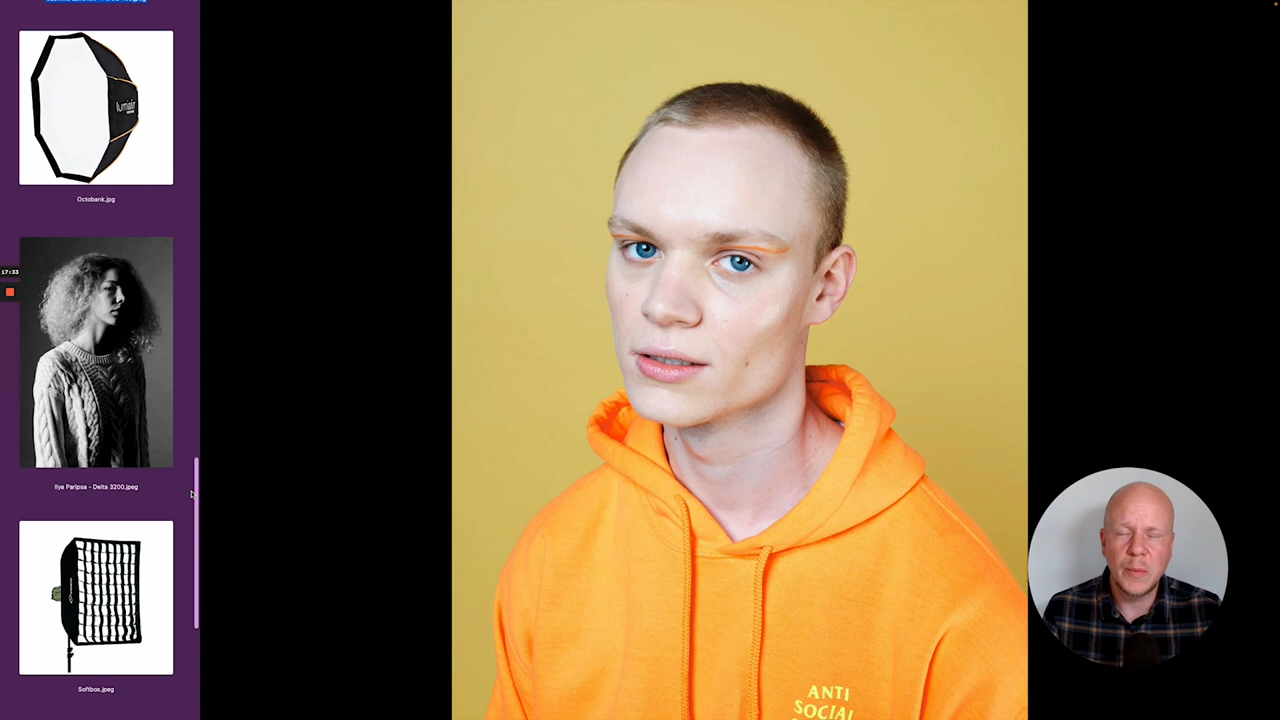 lumiair
Octobank.jpg
17:33
Ilya Paripsa - Delta 3200.jpeg
Softbox.jpeg
ANTI
SOCIAL